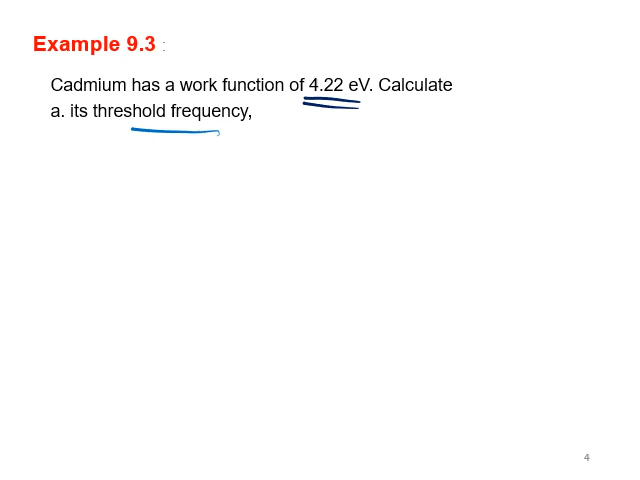 Example 9.3 :
Cadmium has a work function of 4.22 eV. Calculate
a. its threshold frequency,
4